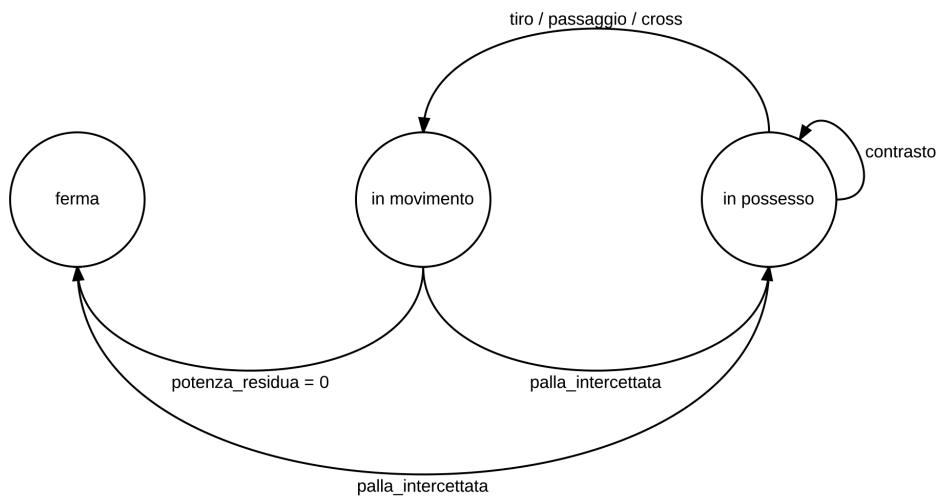 tiro / passaggio / cross
contrasto
ferma
in movimento
in possesso
potenza_residua = 0
palla_intercettata
palla_intercettata